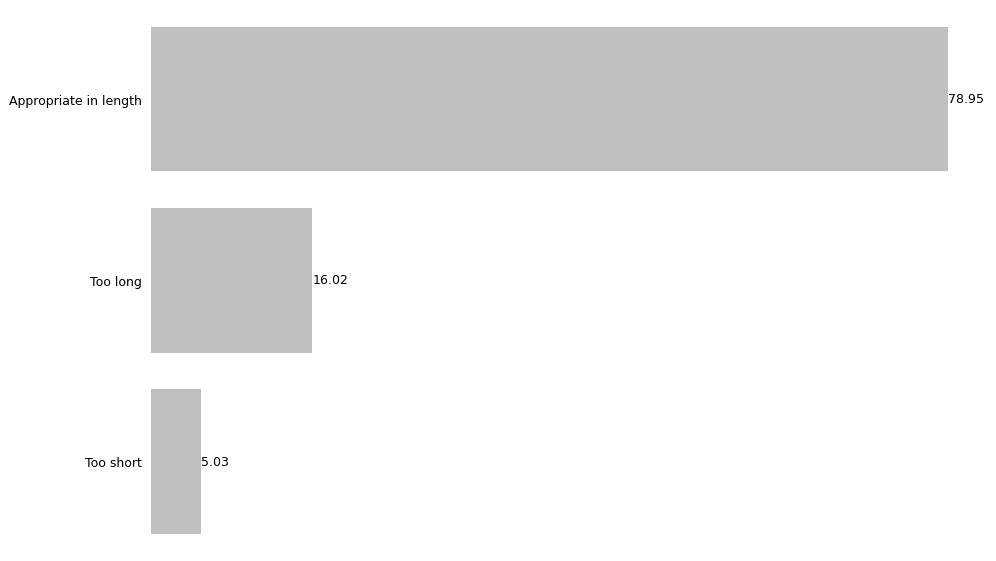 Appropriate in length
78.95
Too long
16.02
Too short
5.03